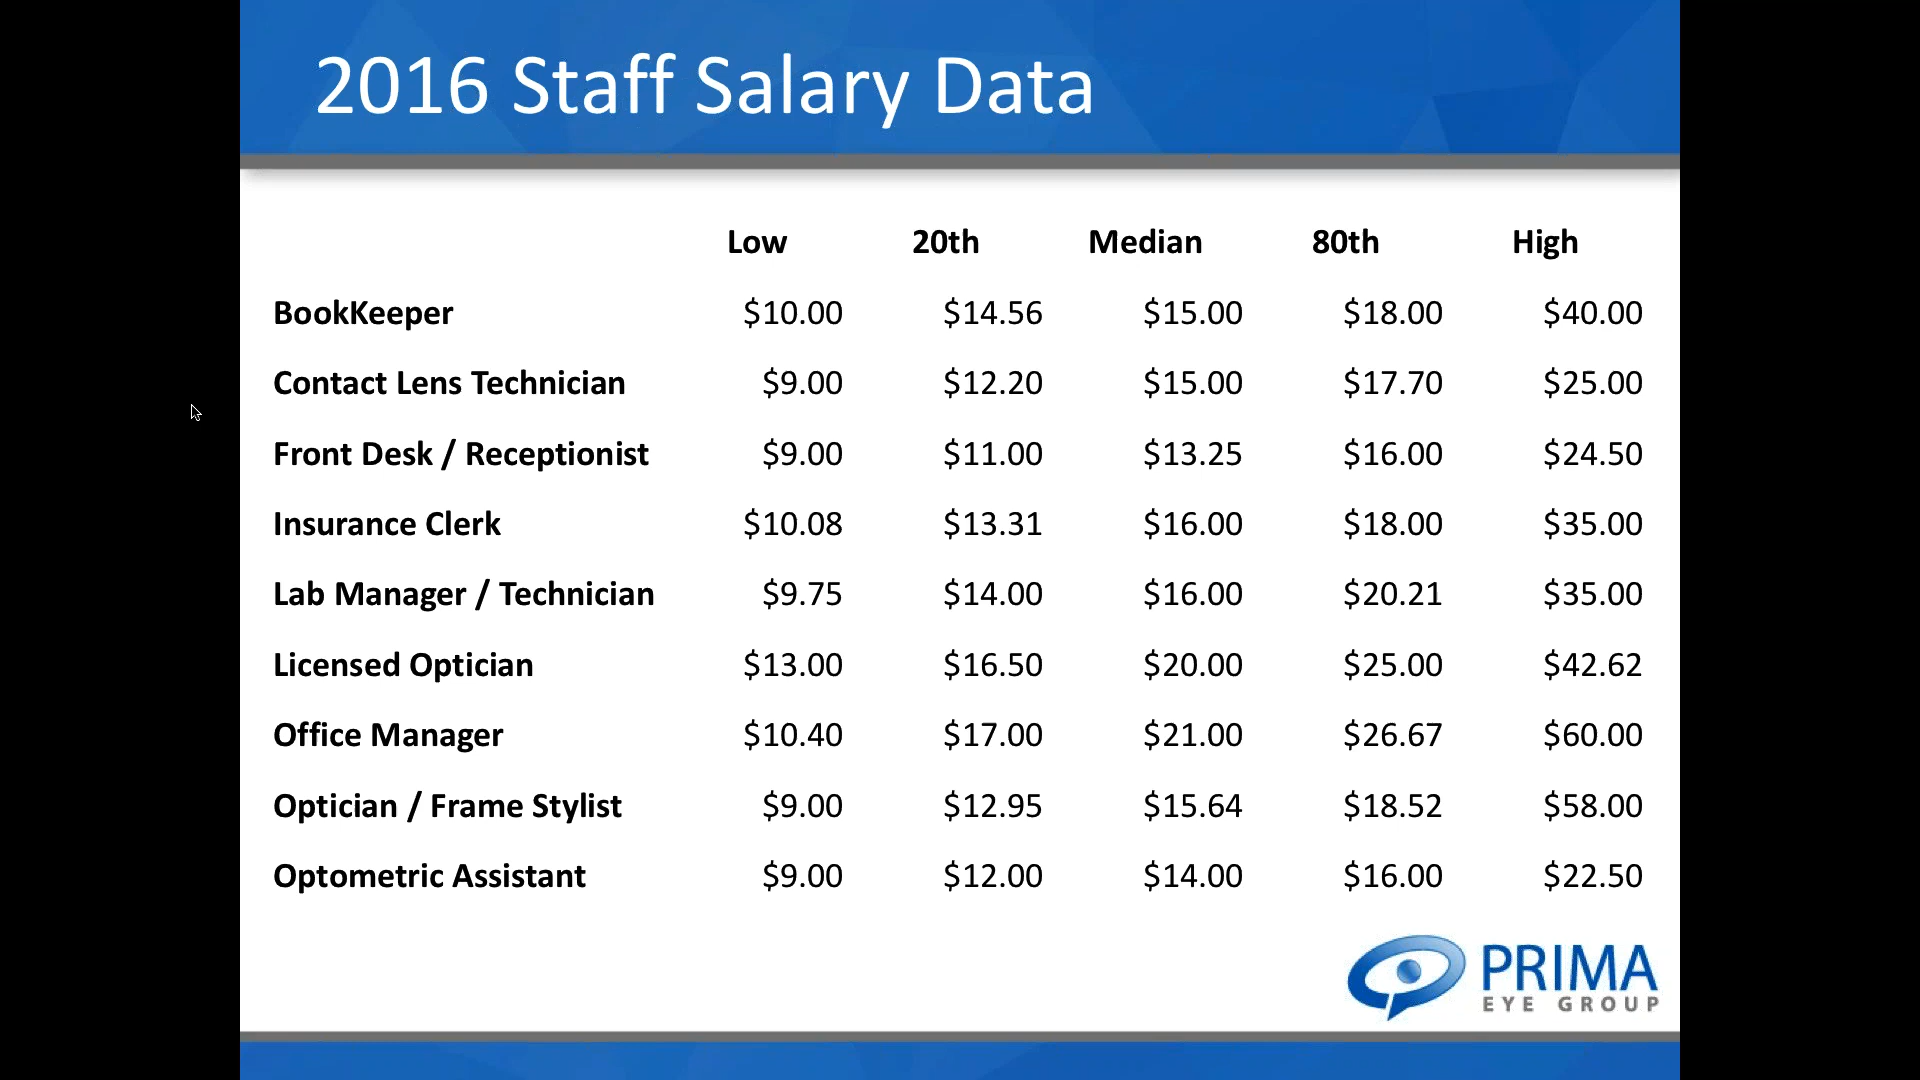 2016 Staff Salary Data
Low 20th Median 80th High
BookKeeper $10.00 $14.56 $15.00 $18.00 $40.00
Contact Lens Technician $9.00 $12.20 $15.00 $17.70 $25.00
Front Desk / Receptionist $9.00 $11.00 $13.25 $16.00 $24.50
Insurance Clerk $10.08 $13.31 $16.00 $18.00 $35.00
Lab Manager / Technician $9.75 $14.00 $16.00 $20.21 $35.00
Licensed Optician $13.00 $16.50 $20.00 $25.00 $42.62
Office Manager $10.40 $17.00 $21.00 $26.67 $60.00
Optician / Frame Stylist $9.00 $12.95 $15.64 $18.52 $58.00
Optometric Assistant $9.00 $12.00 $14.00 $16.00 $22.50
PRIMA
EYE GROUP